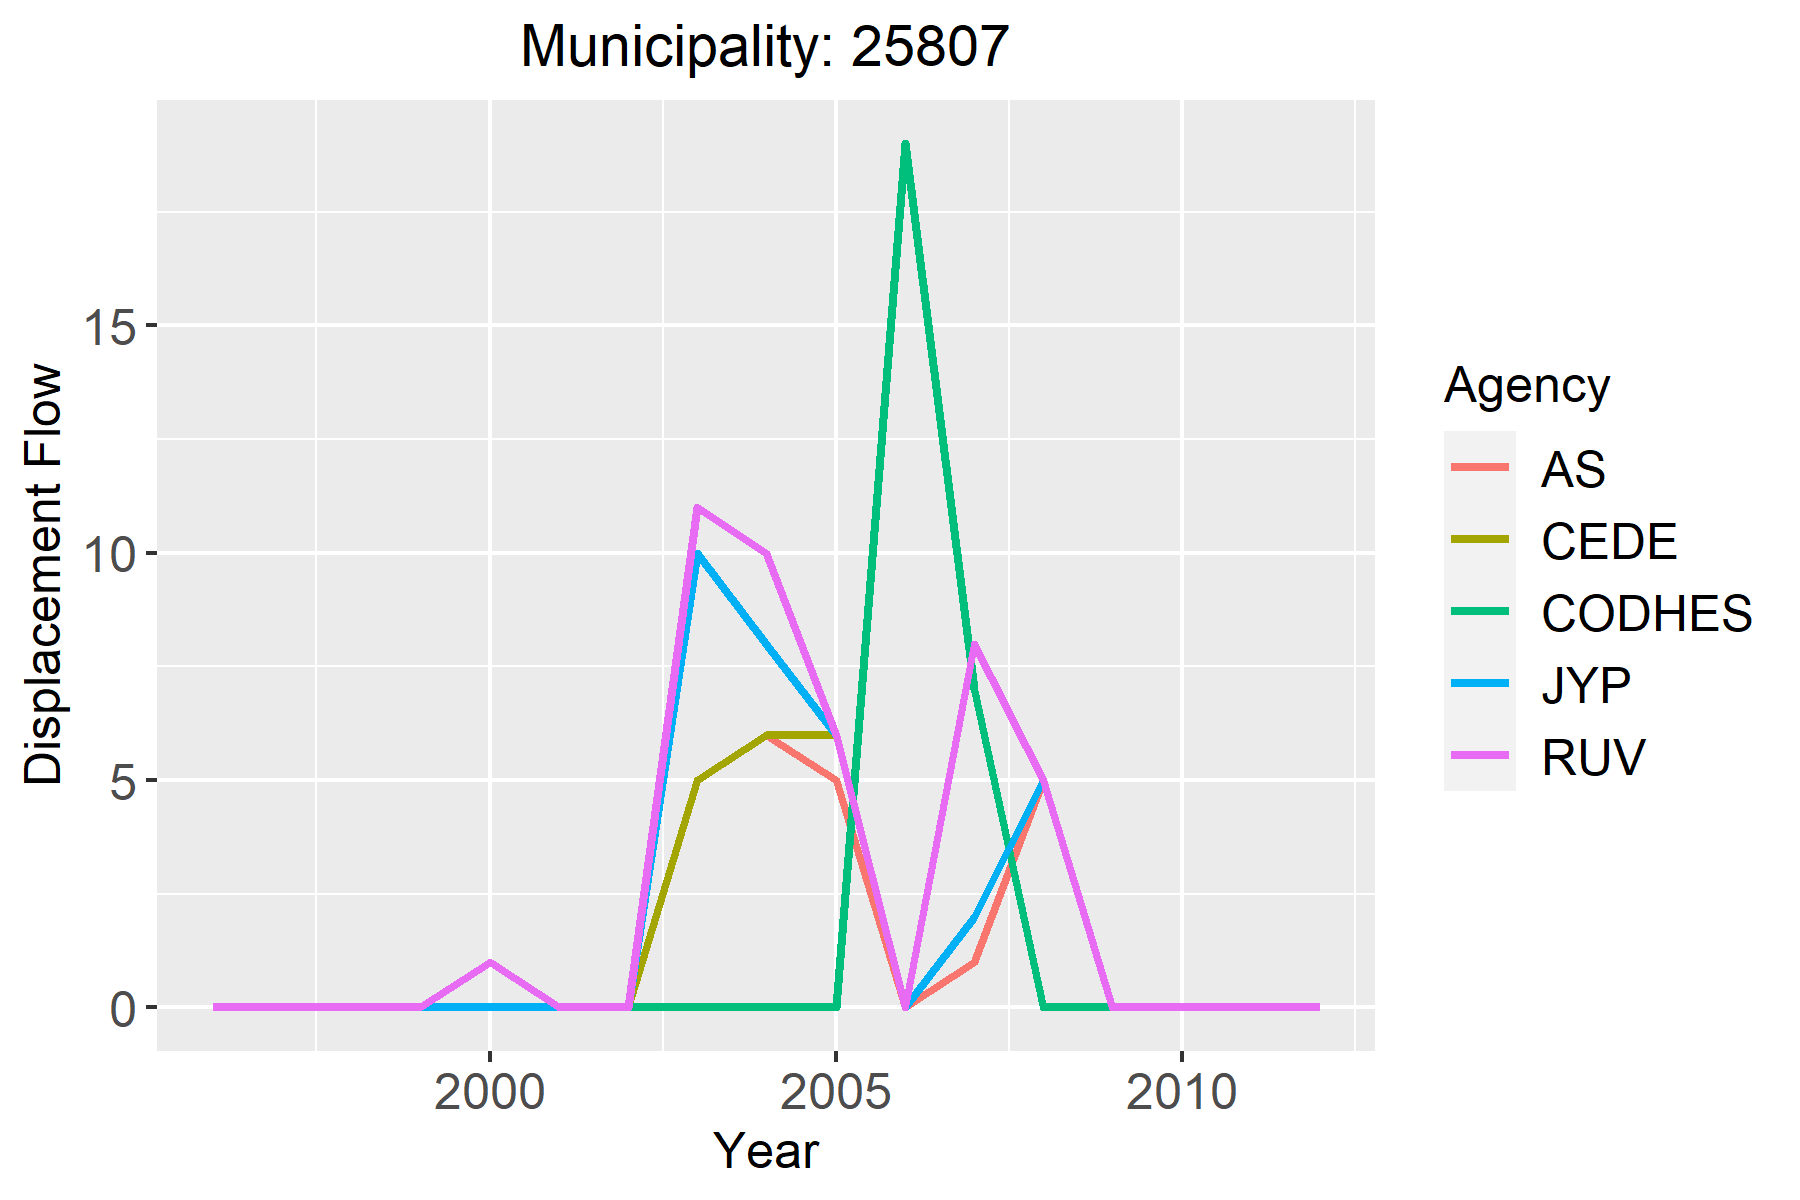 Municipality: 25807
Displacement Flow
15
10
5
0
2000 2005 2010
Year
Agency
AS
CEDE
CODHES
JYP
RUV